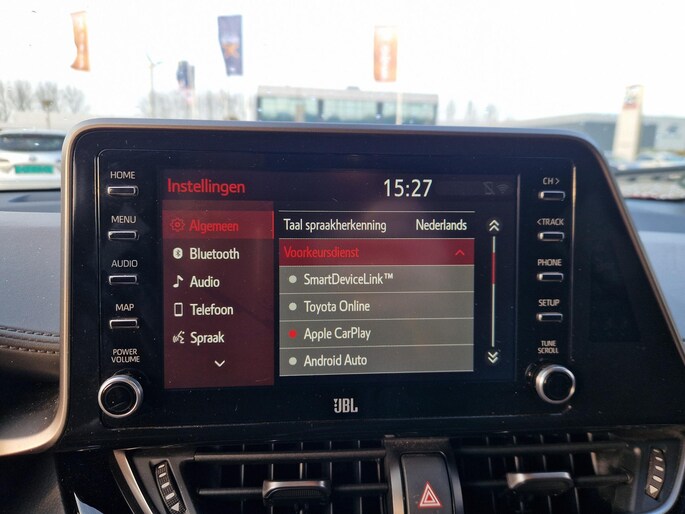 HOME
MENU
AUDIO
MAP
POWER
VOLUME
Instellingen
15:27
Algemeen
Bluetooth
Audio
Telefoon
Spraak
Taal spraakherkenning Nederlands
Voorkeursdienst
SmartDeviceLink™
Toyota Online
Apple CarPlay
Android Auto
CH >
< TRACK
PHONE
SETUP
TUNE
SCROLL
JBL